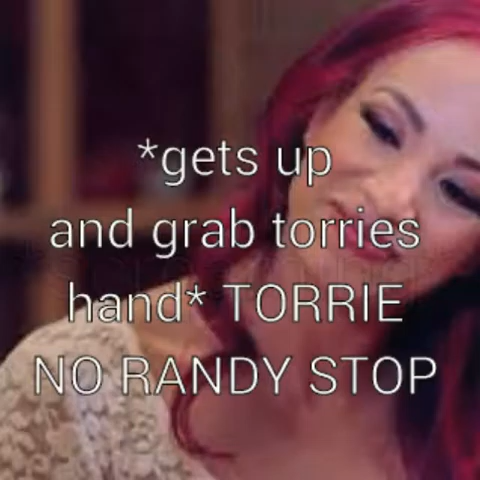 *gets up
and grab torries
hand* TORRIE
NO RANDY STOP